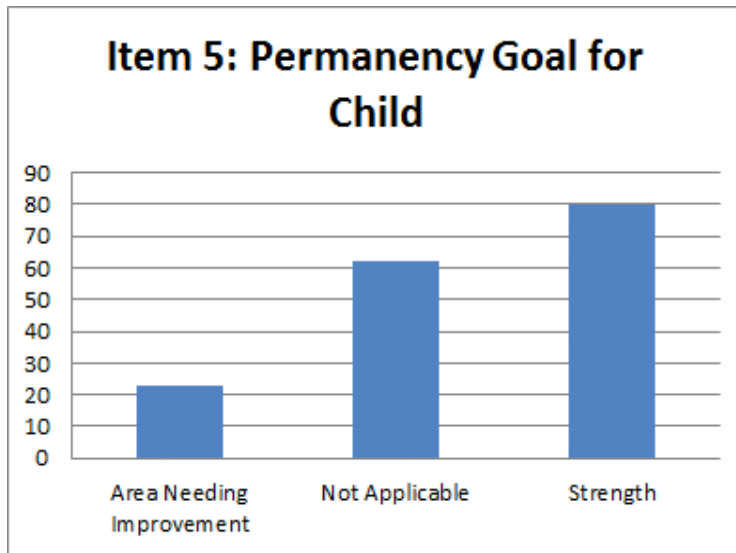 Item 5: Permanency Goal for
Child
90
80
70
60
50
40
30
20
10
0
Area Needing
Improvement
Not Applicable
Strength